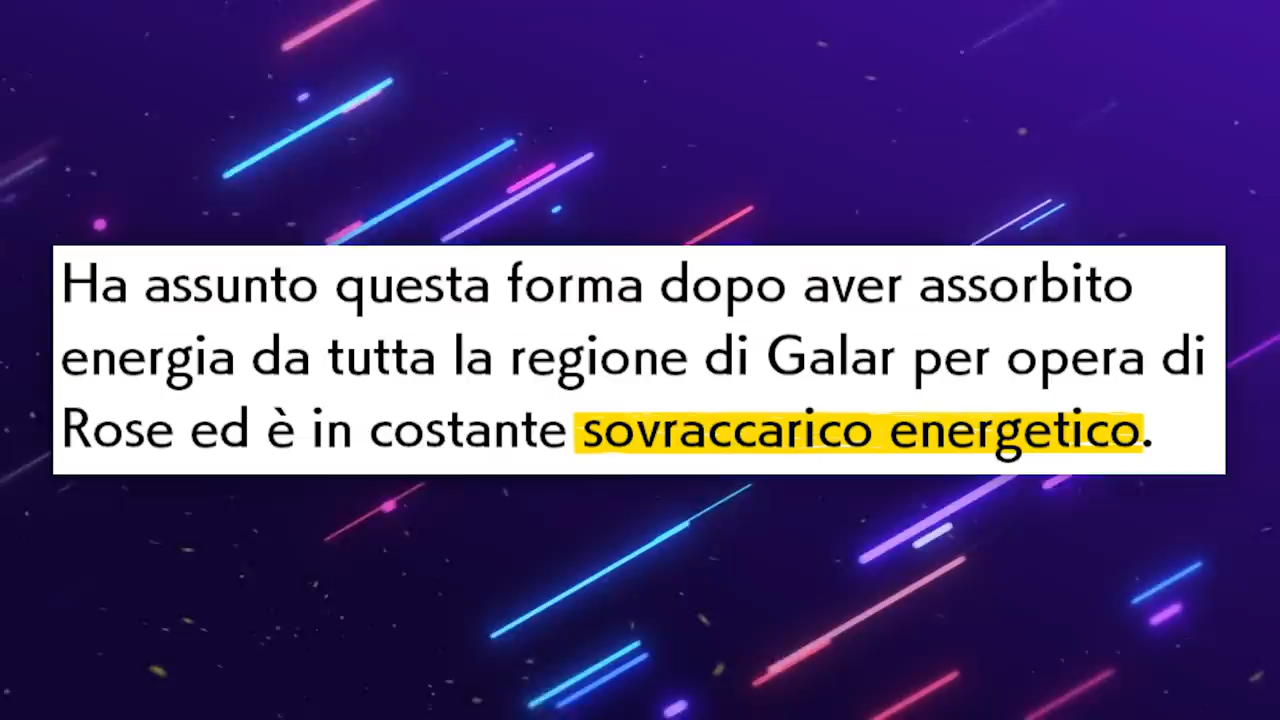 Ha assunto questa forma dopo aver assorbito
energia da tutta la regione di Galar per opera di
Rose ed è in costante sovraccarico energetico.